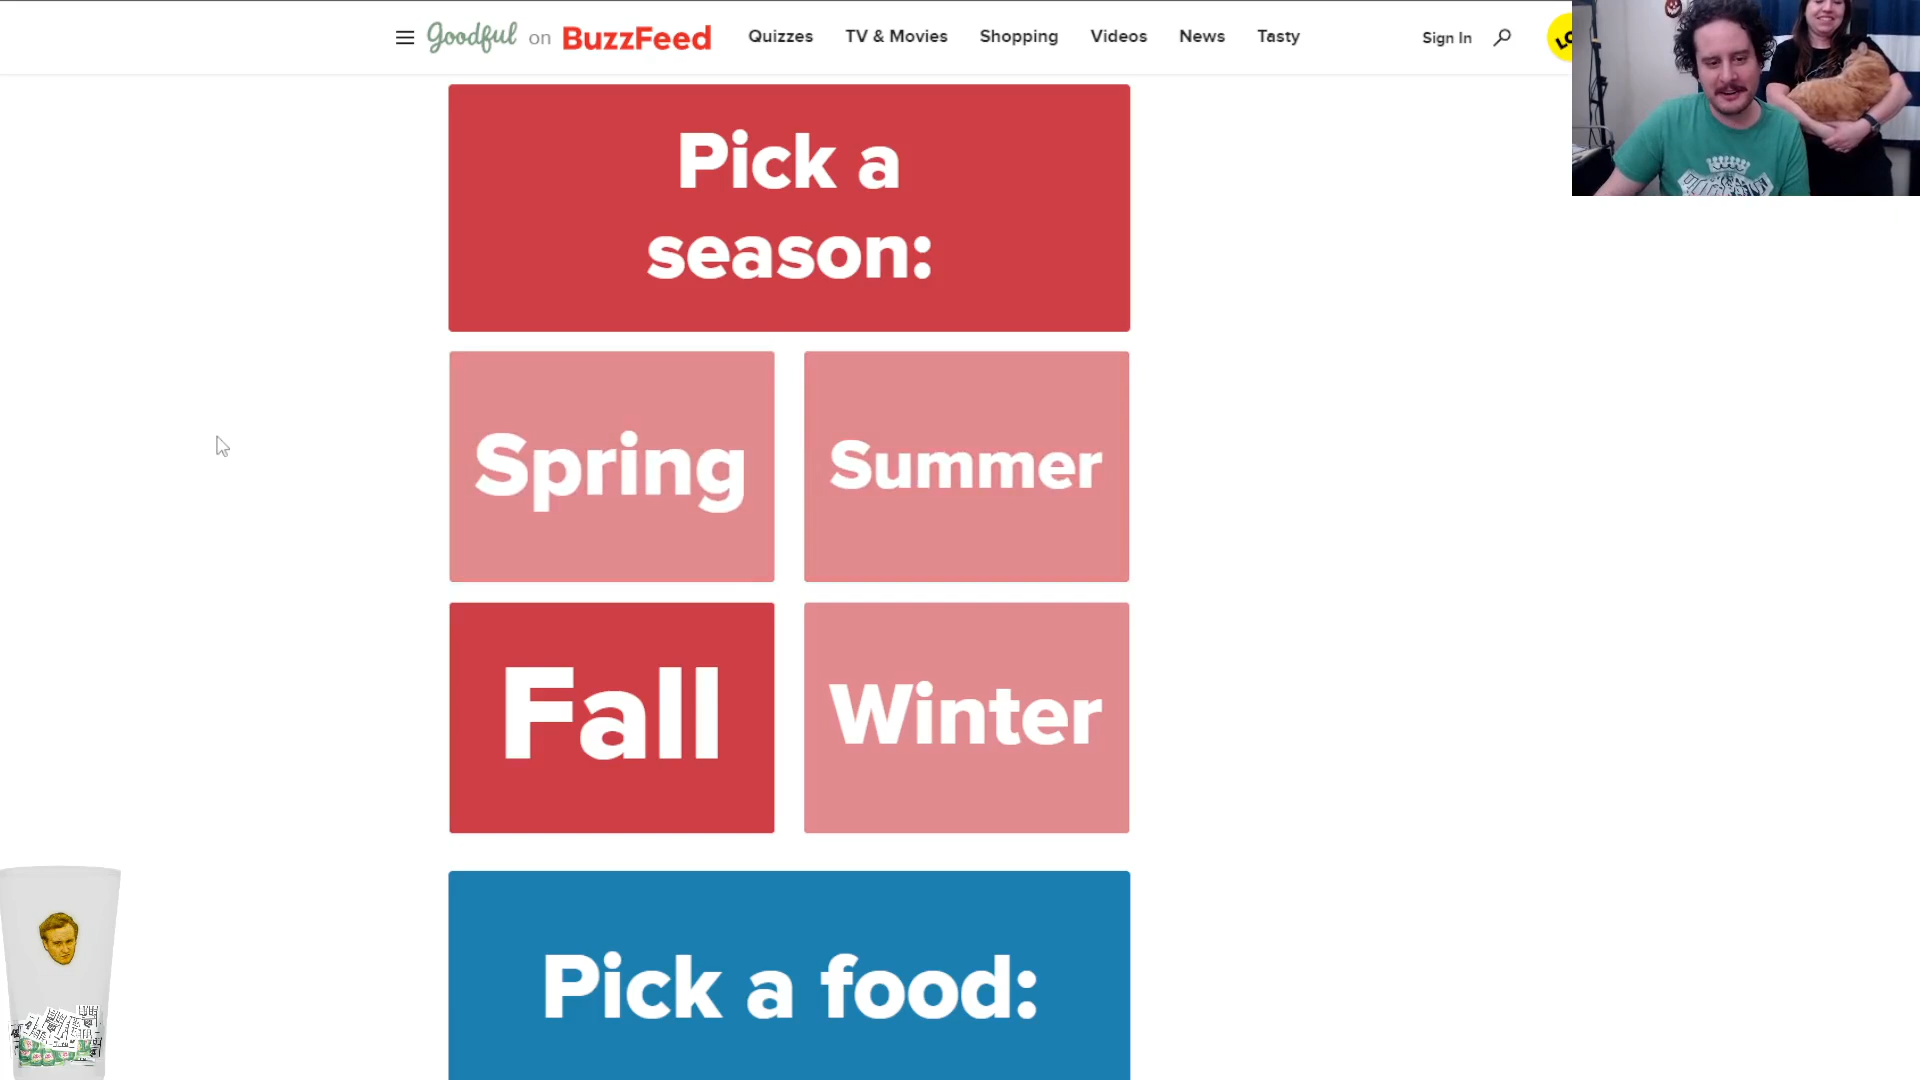 Goodful on BuzzFeed Quizzes TV & Movies Shopping Videos News Tasty Sign In
Pick a
season:
Spring Summer
Fall Winter
Pick a food: